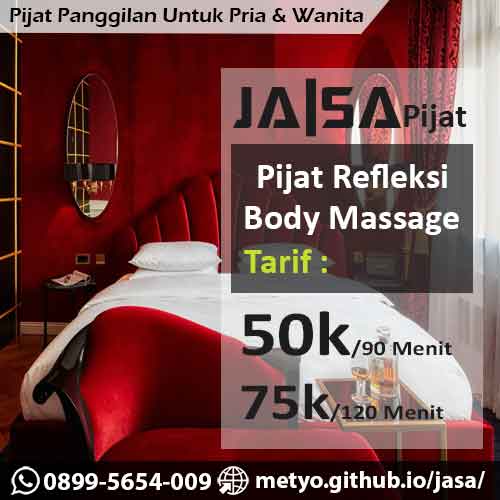 Pijat Panggilan Untuk Pria & Wanita
JASA Pijat
Pijat Refleksi
Body Massage
Tarif :
50k/90 Menit
75k/120 Menit
0899-5654-009 metyo.github.io/jasa/